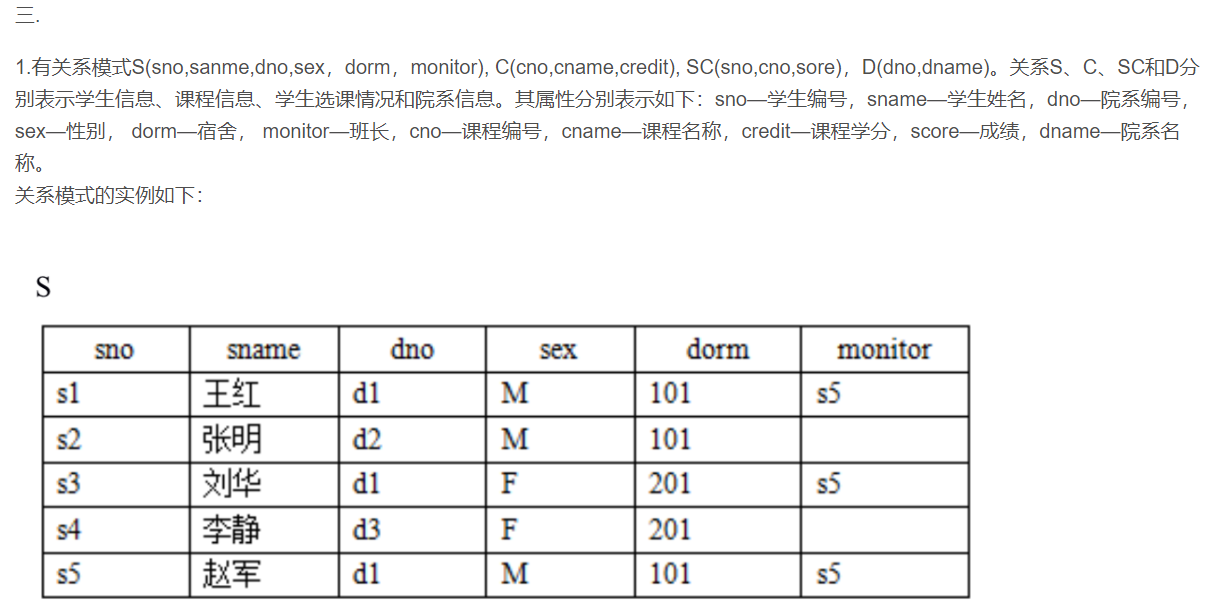 三.
1.有关系模式S(sno,sanme,dno,sex，dorm，monitor), C(cno,cname,credit), SC(sno,cno,sore)，D(dno,dname)。关系S、C、SC和D分
别表示学生信息、课程信息、学生选课情况和院系信息。其属性分别表示如下：sno—学生编号，sname—学生姓名，dno—院系编号，
sex—性别， dorm—宿舍， monitor—班长，cno—课程编号，cname—课程名称，credit—课程学分，score—成绩，dname—院系名
称。
关系模式的实例如下：
S
sno sname dno sex dorm monitor
s1 王红 d1 M 101 s5
s2 张明 d2 M 101
s3 刘华 d1 F 201 s5
s4 李静 d3 F 201
s5 赵军 d1 M 101 s5